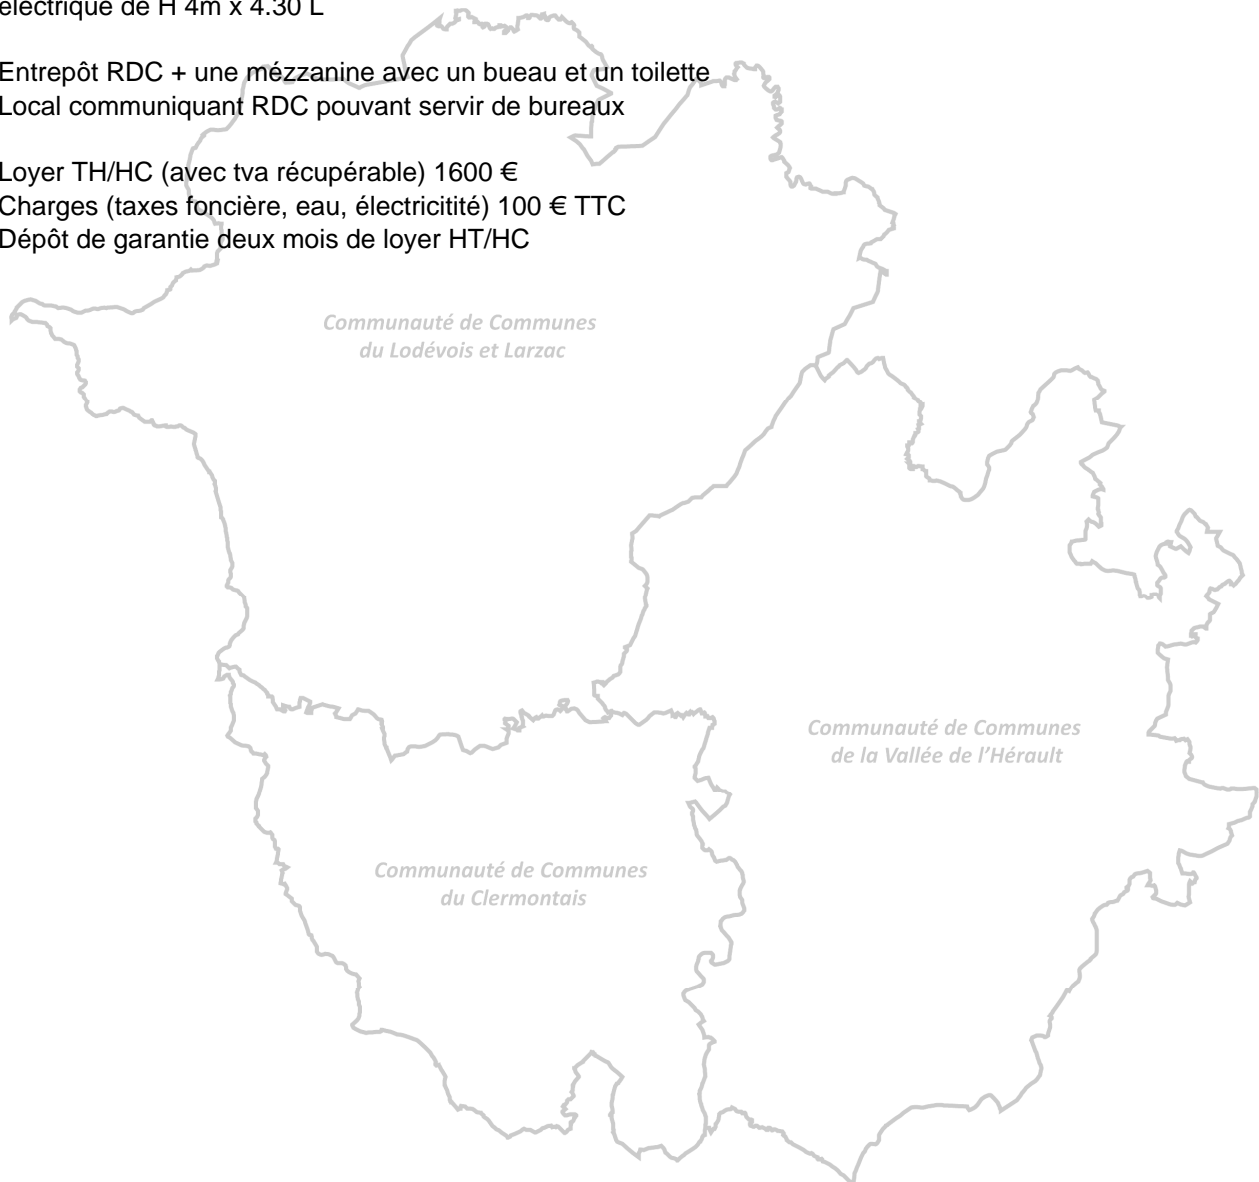 électrique de H 4m x 4.30 L
Entrepôt RDC + une mézzanine avec un bueau et un toilette
Local communiquant RDC pouvant servir de bureaux
Loyer TH/HC (avec tva récupérable) 1600 €
Charges (taxes foncière, eau, électricitité) 100 € TTC
Dépôt de garantie deux mois de loyer HT/HC
Communauté de Communes
du Lodévois et Larzac
Communauté de Communes
de la Vallée de l'Hérault
Communauté de Communes
du Clermontais